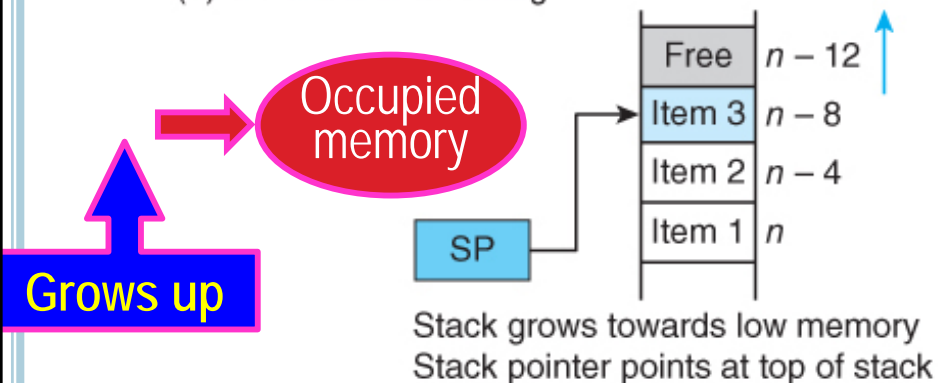 Free n – 12
Occupied
memory
Item 3 n – 8
Item 2 n – 4
Item 1 n
SP
Grows up
Stack grows towards low memory
Stack pointer points at top of stack